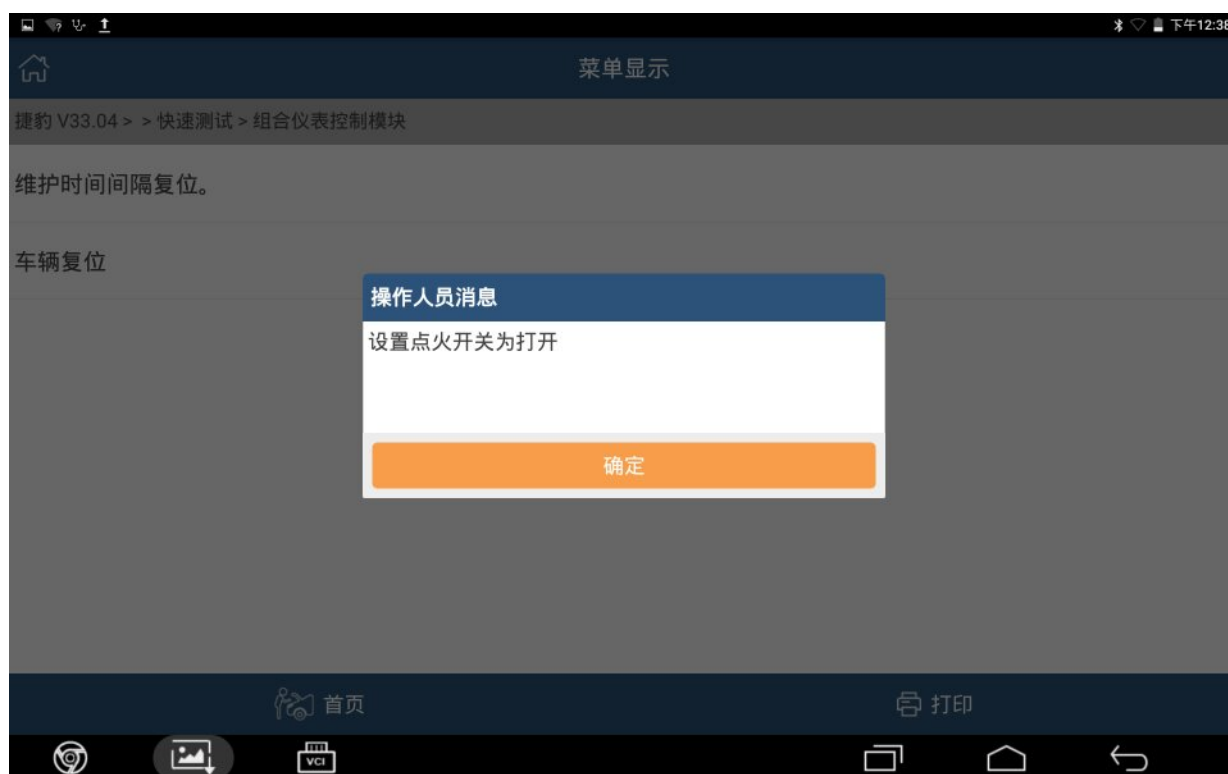 下午12:38
菜单显示
捷豹 V33.04 > > 快速测试 > 组合仪表控制模块
维护时间间隔复位。
车辆复位
操作人员消息
设置点火开关为打开
确定
首页
打印
VCI